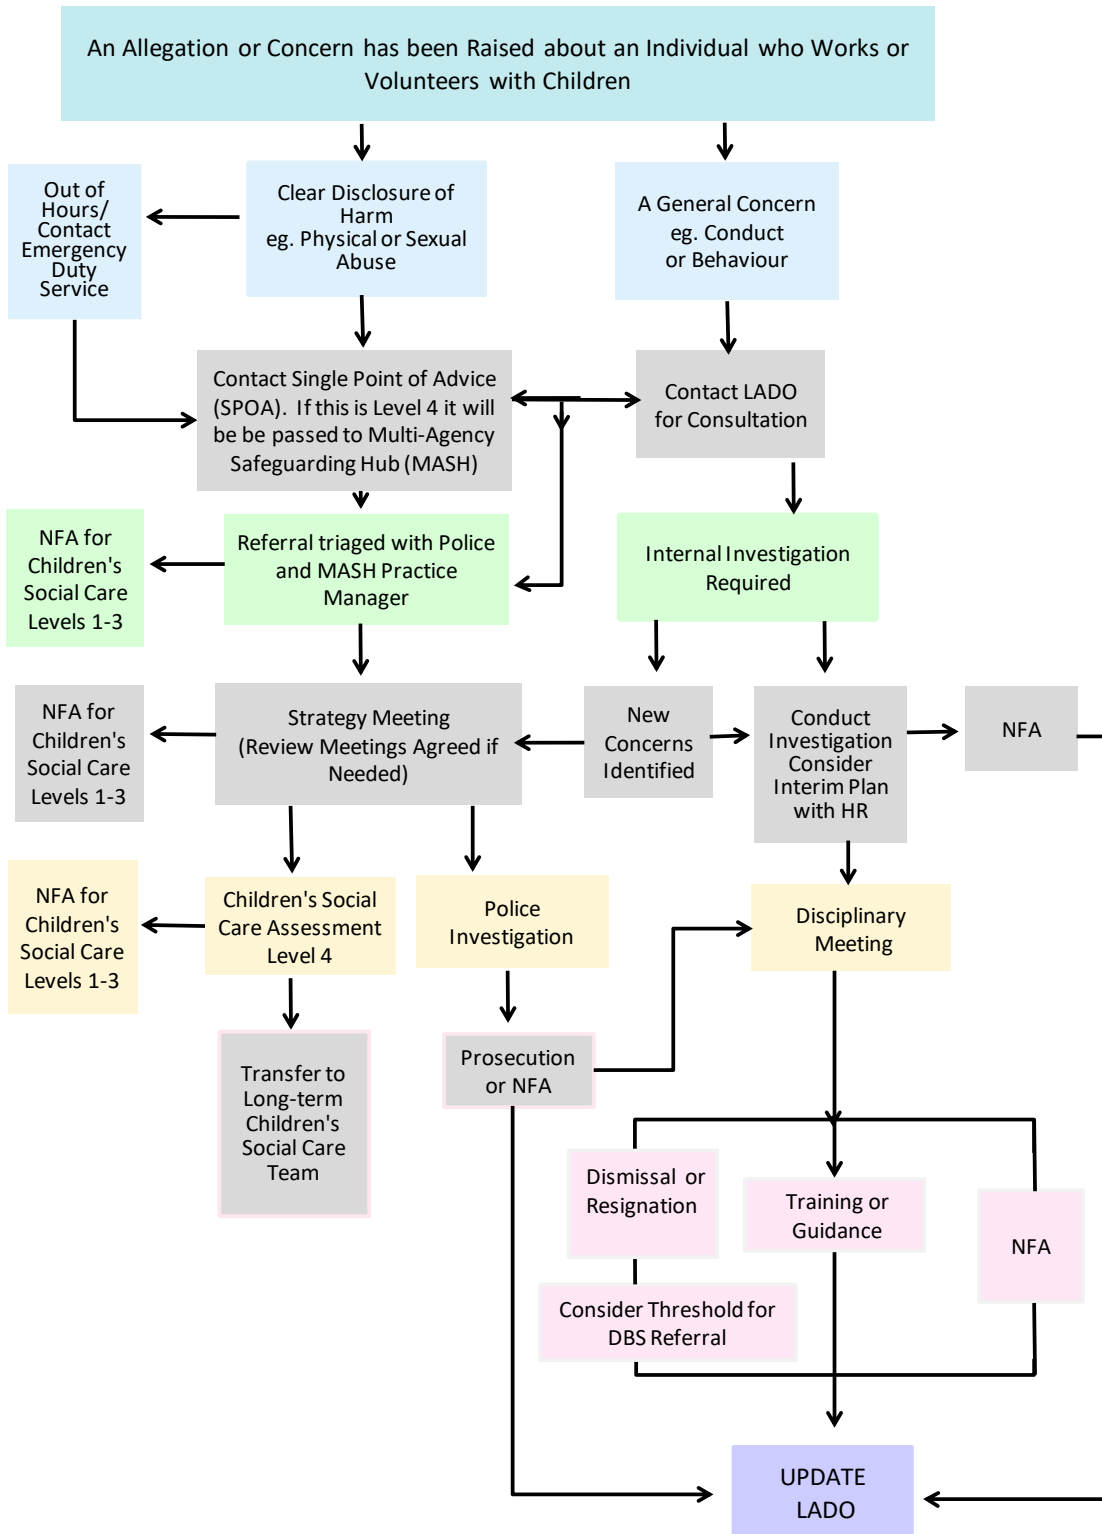 An Allegation or Concern has been Raised about an Individual who Works or
Volunteers with Children
Out of
Hours/
Contact
Emergency
Duty
Service
Clear Disclosure of
Harm
eg. Physical or Sexual
Abuse
A General Concern
eg. Conduct
or Behaviour
Contact Single Point of Advice
(SPOA). If this is Level 4 it will
be be passed to Multi-Agency
Safeguarding Hub (MASH)
Contact LADO
for Consultation
NFA for
Children's
Social Care
Levels 1-3
Referral triaged with Police
and MASH Practice
Manager
Internal Investigation
Required
NFA for
Children's
Social Care
Levels 1-3
Strategy Meeting
(Review Meetings Agreed if
Needed)
New
Concerns
Identified
Conduct
Investigation
Consider
Interim Plan
with HR
NFA
NFA for
Children's
Social Care
Levels 1-3
Children's Social
Care Assessment
Level 4
Police
Investigation
Disciplinary
Meeting
Transfer to
Long-term
Children's
Social Care
Team
Prosecution
or NFA
Dismissal or
Resignation
Training or
Guidance
NFA
Consider Threshold for
DBS Referral
UPDATE
LADO